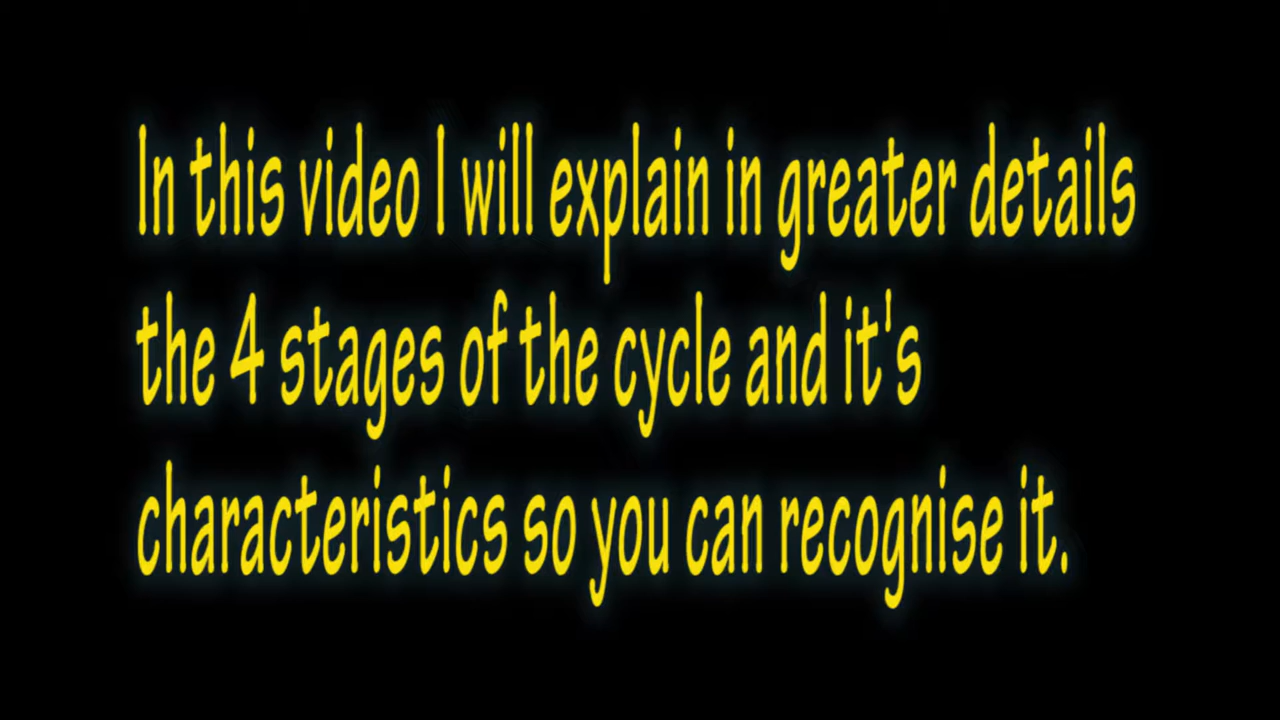 In this video I will explain in greater details
the 4 stages of the cycle and it's
characteristics so you can recognise it.